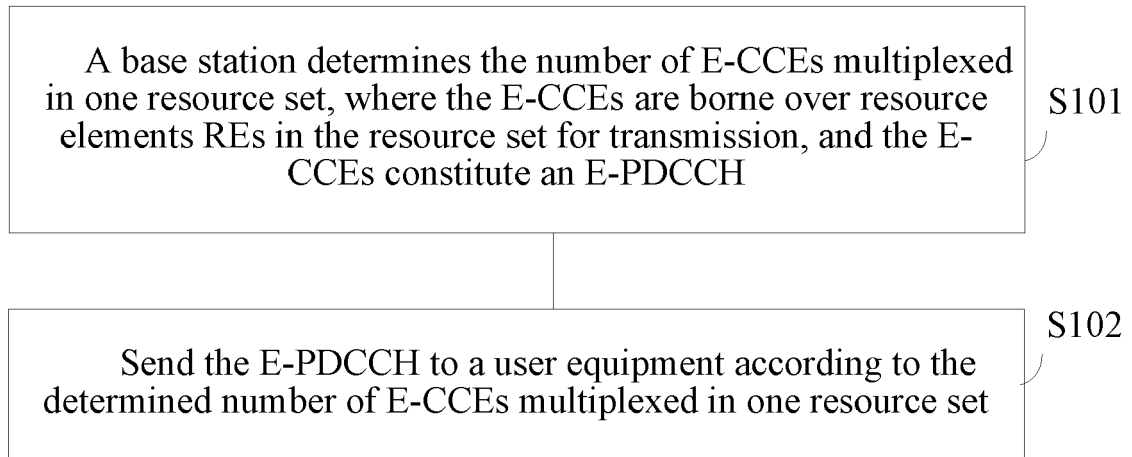 A base station determines the number of E-CCEs multiplexed
in one resource set, where the E-CCEs are borne over resource
elements REs in the resource set for transmission, and the E-
CCEs constitute an E-PDCCH
S101
Send the E-PDCCH to a user equipment according to the
determined number of E-CCEs multiplexed in one resource set
S102